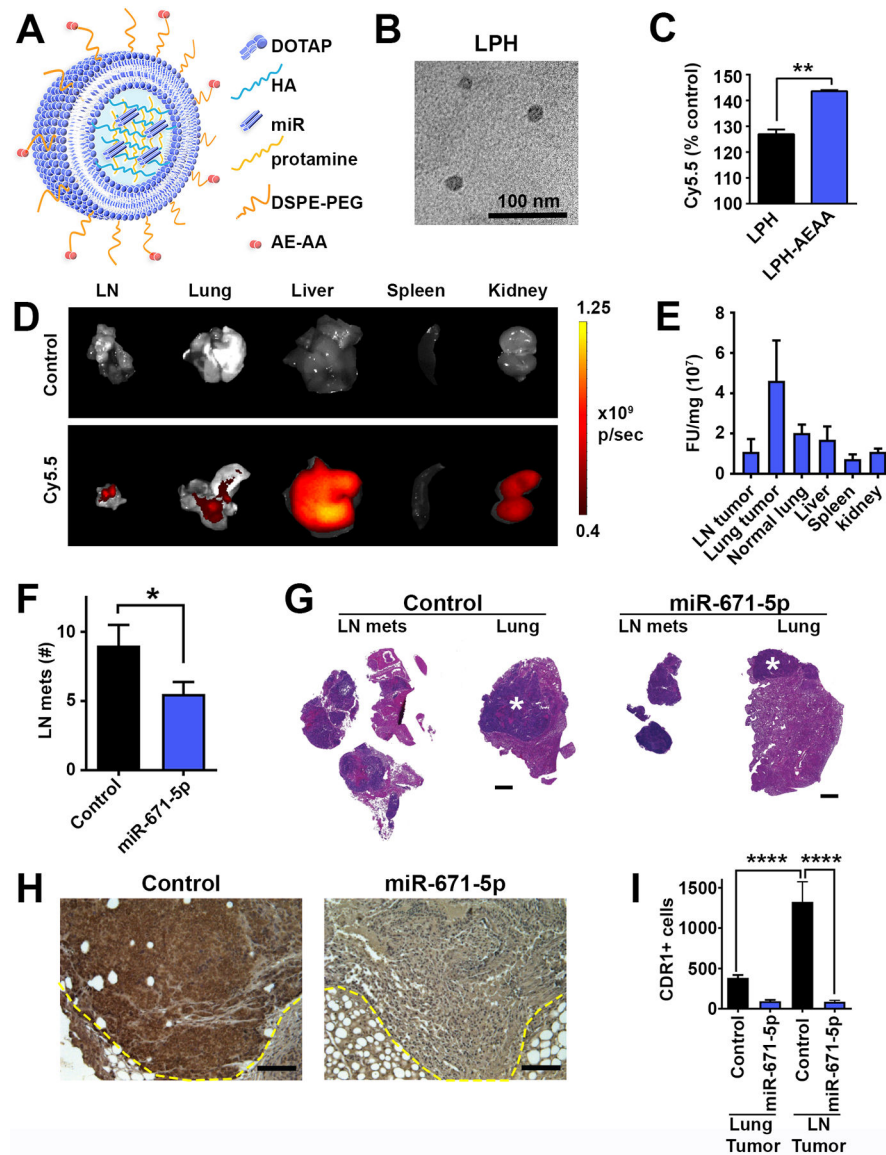 A
DOTAP
HA
miR
protamine
DSPE-PEG
AE-AA
B
LPH
100 nm
C
Cy5.5 (% control)
150
140
130
120
110
100
**
LPH
LPH-AEAA
D
LN Lung Liver Spleen Kidney
Control
Cy5.5
1.25
x10⁹
p/sec
0.4
E
FU/mg (10⁷)
8
6
4
2
0
LN tumor
Lung tumor
Normal lung
Liver
Spleen
kidney
F
LN mets (#)
10
5
0
*
Control
miR-671-5p
G
Control miR-671-5p
LN mets Lung LN mets Lung
* *
H
Control miR-671-5p
I
CDR1+ cells
1500
1000
500
0
**** ****
Control
miR-671-5p
Control
miR-671-5p
Lung LN
Tumor Tumor